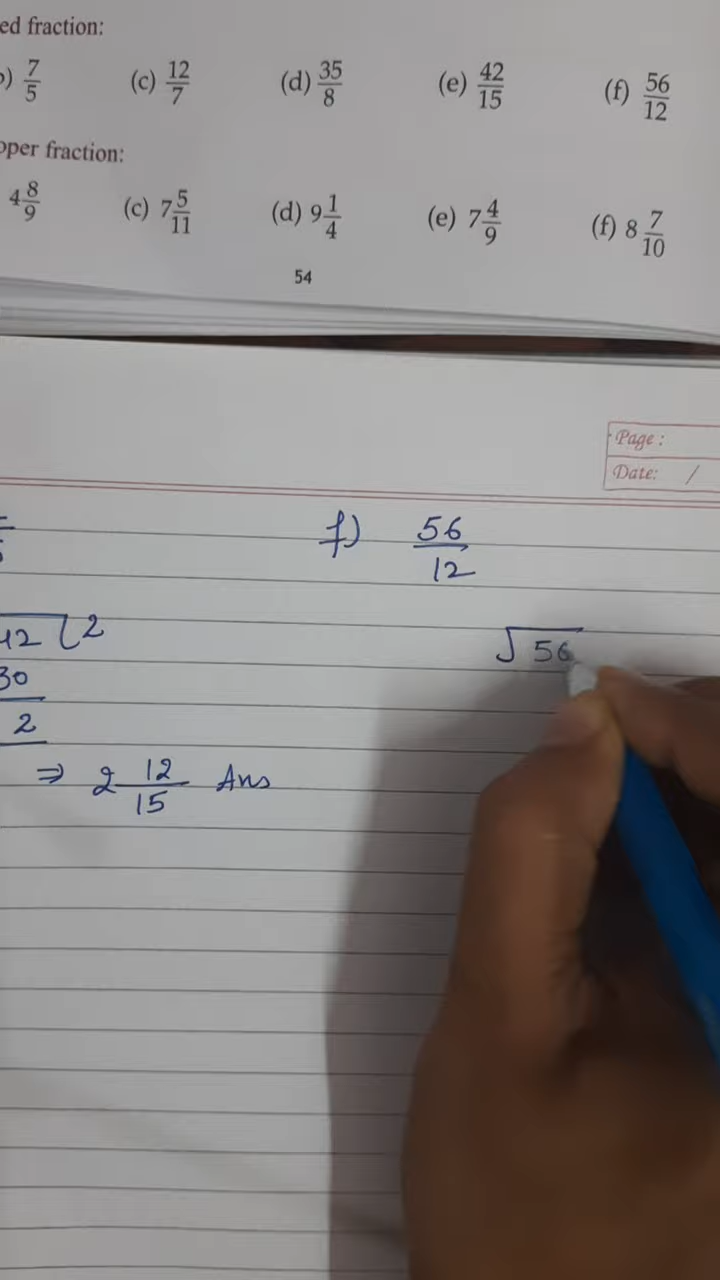 ed fraction:
) 7/5 (c) 12/7 (d) 35/8 (e) 42/15 (f) 56/12
oper fraction:
4 8/9 (c) 7 5/11 (d) 9 1/4 (e) 7 4/9 (f) 8 7/10
54
Page :
Date: /
f) 56/12
42 2
30
2
⇒ 2 12/15 Ans
√56